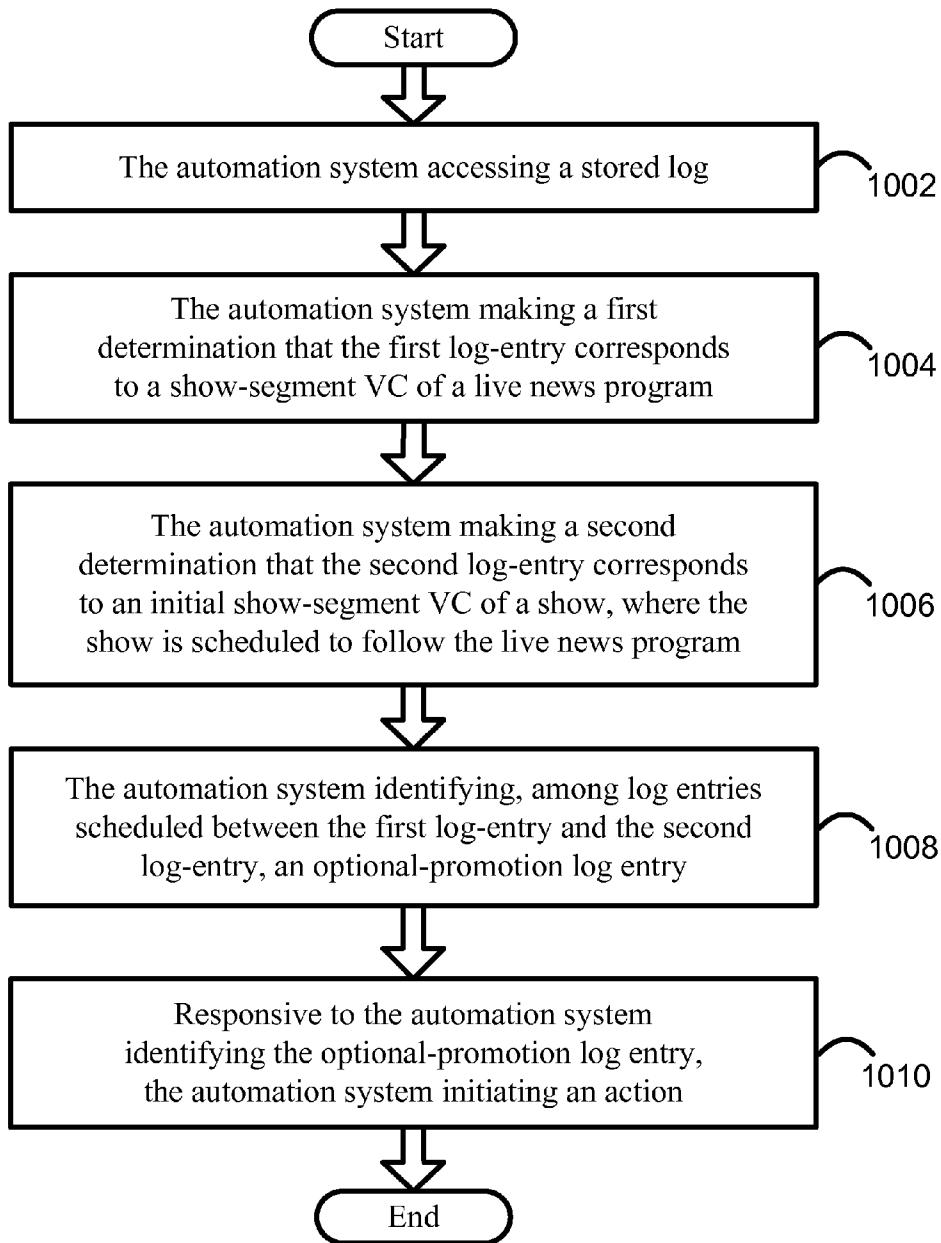 Start
The automation system accessing a stored log
1002
The automation system making a first
determination that the first log-entry corresponds
to a show-segment VC of a live news program
1004
The automation system making a second
determination that the second log-entry corresponds
to an initial show-segment VC of a show, where the
show is scheduled to follow the live news program
1006
The automation system identifying, among log entries
scheduled between the first log-entry and the second
log-entry, an optional-promotion log entry
1008
Responsive to the automation system
identifying the optional-promotion log entry,
the automation system initiating an action
1010
End